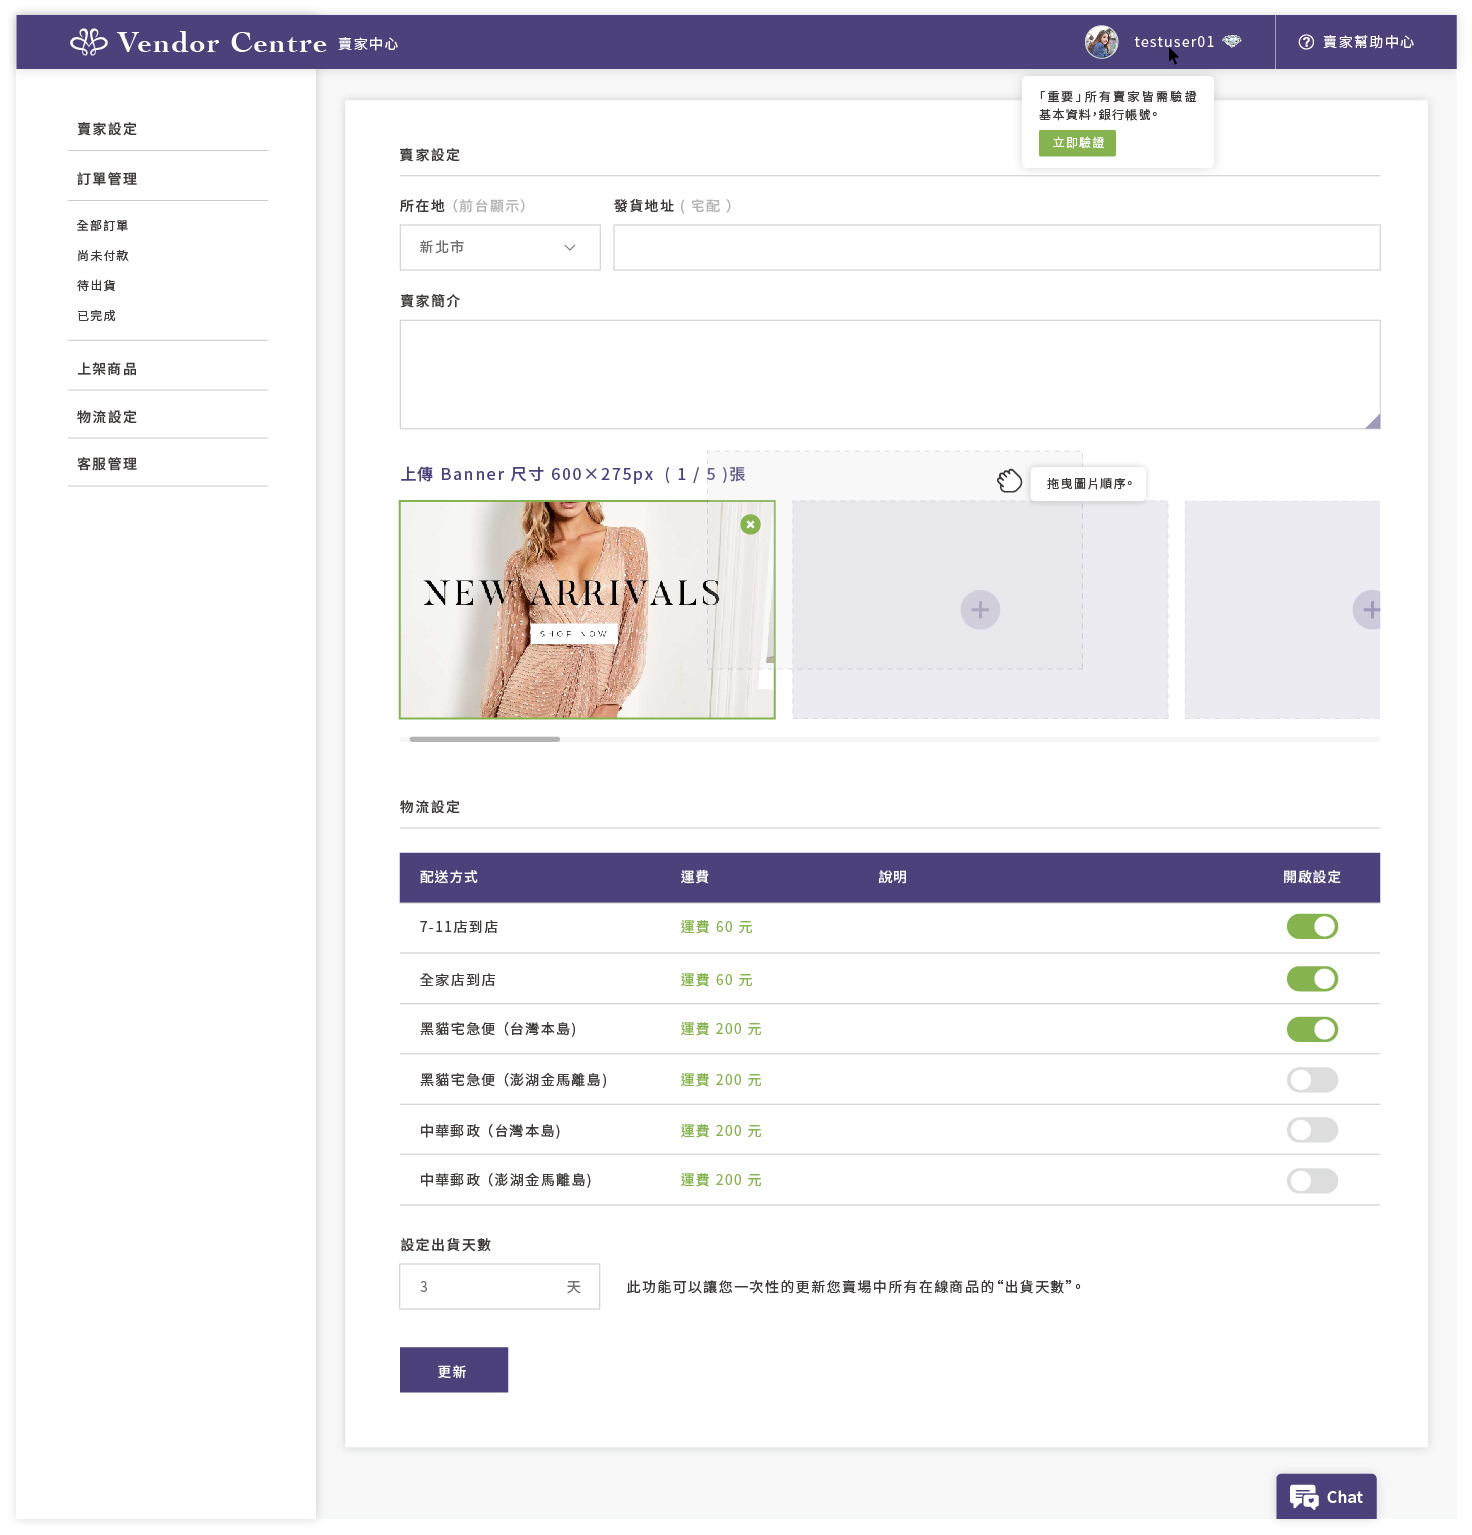 Vendor Centre 賣家中心
testuser01
賣家幫助中心
「重要」所有賣家皆需驗證
基本資料,銀行帳號。
立即驗證
賣家設定
訂單管理
全部訂單
尚未付款
待出貨
已完成
上架商品
物流設定
客服管理
賣家設定
所在地 (前台顯示)
發貨地址 ( 宅配 )
新北市
賣家簡介
上傳 Banner 尺寸 600×275px ( 1 / 5 )張
拖曳圖片順序。
NEW ARRIVALS
SHOP NOW
物流設定
配送方式 運費 說明 開啟設定
7-11店到店 運費 60 元
全家店到店 運費 60 元
黑貓宅急便 (台灣本島) 運費 200 元
黑貓宅急便 (澎湖金馬離島) 運費 200 元
中華郵政 (台灣本島) 運費 200 元
中華郵政 (澎湖金馬離島) 運費 200 元
設定出貨天數
3 天
此功能可以讓您一次性的更新您賣場中所有在線商品的“出貨天數”。
更新
Chat